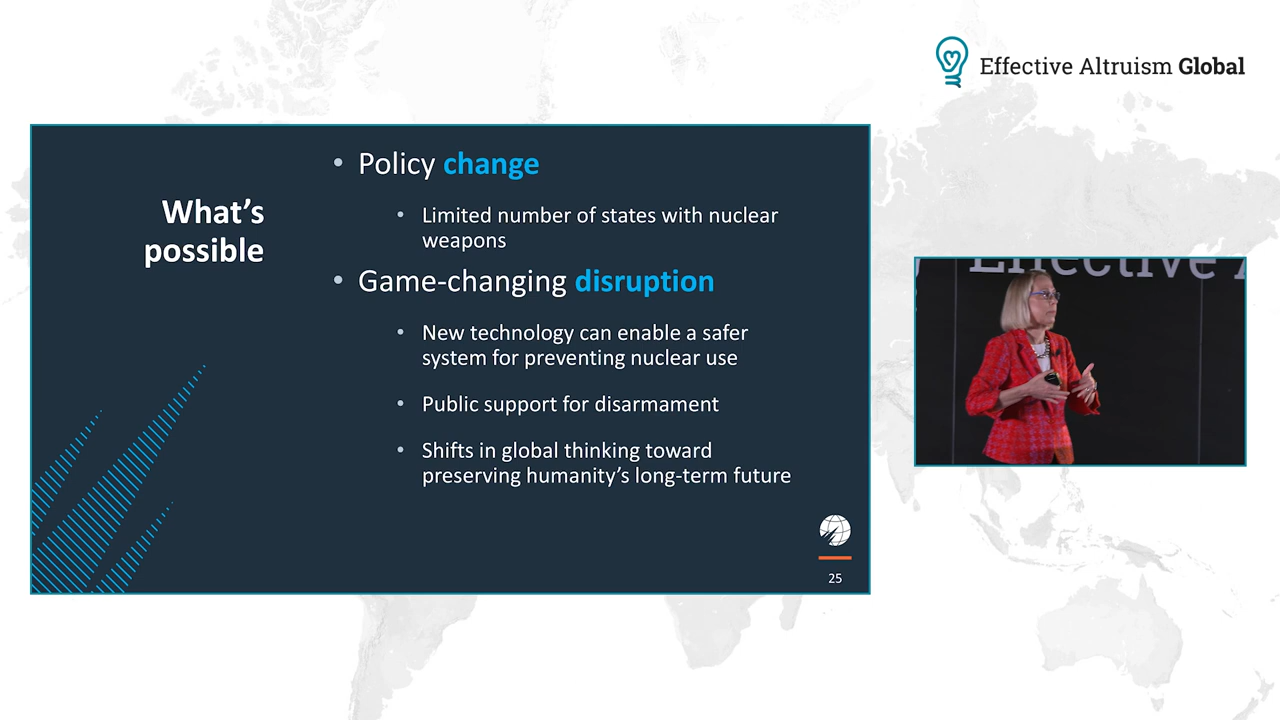 Effective Altruism Global
What's
possible
• Policy change
• Limited number of states with nuclear
weapons
• Game-changing disruption
• New technology can enable a safer
system for preventing nuclear use
• Public support for disarmament
• Shifts in global thinking toward
preserving humanity's long-term future
25
Effective A